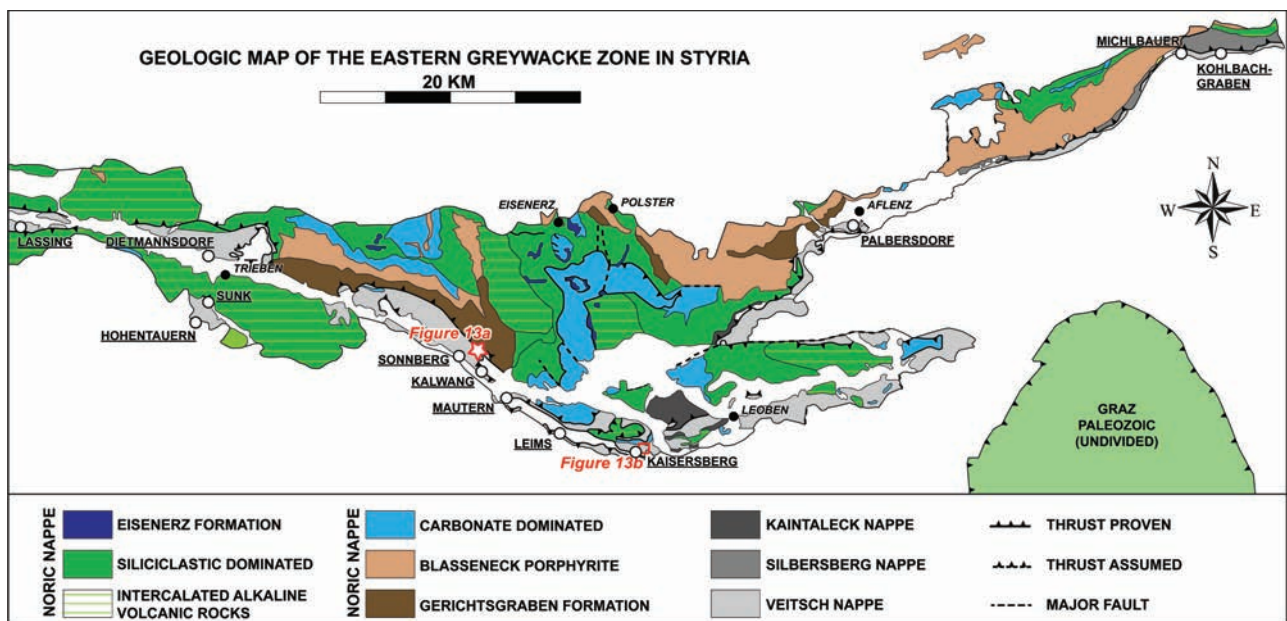 GEOLOGIC MAP OF THE EASTERN GREYWACKE ZONE IN STYRIA
20 KM
MICHLBAUER
KOHLBACH-
GRABEN
N
W
E
S
EISENERZ
POLSTER
AFLENZ
PALBERSDORF
LASSING
DIETMANNSDORF
TRIEBEN
SUNK
HOHENTAUERN
Figure 13a
SONNBERG
KALWANG
MAUTERN
LEOBEN
LEIMS
Figure 13b
KAISERSBERG
GRAZ
PALEOZOIC
(UNDIVIDED)
NORIC NAPPE
EISENERZ FORMATION
SILICICLASTIC DOMINATED
INTERCALATED ALKALINE
VOLCANIC ROCKS
NORIC NAPPE
CARBONATE DOMINATED
BLASSENECK PORPHYRITE
GERICHTSGRABEN FORMATION
KAINTALECK NAPPE
SILBERSBERG NAPPE
VEITSCH NAPPE
THRUST PROVEN
THRUST ASSUMED
MAJOR FAULT